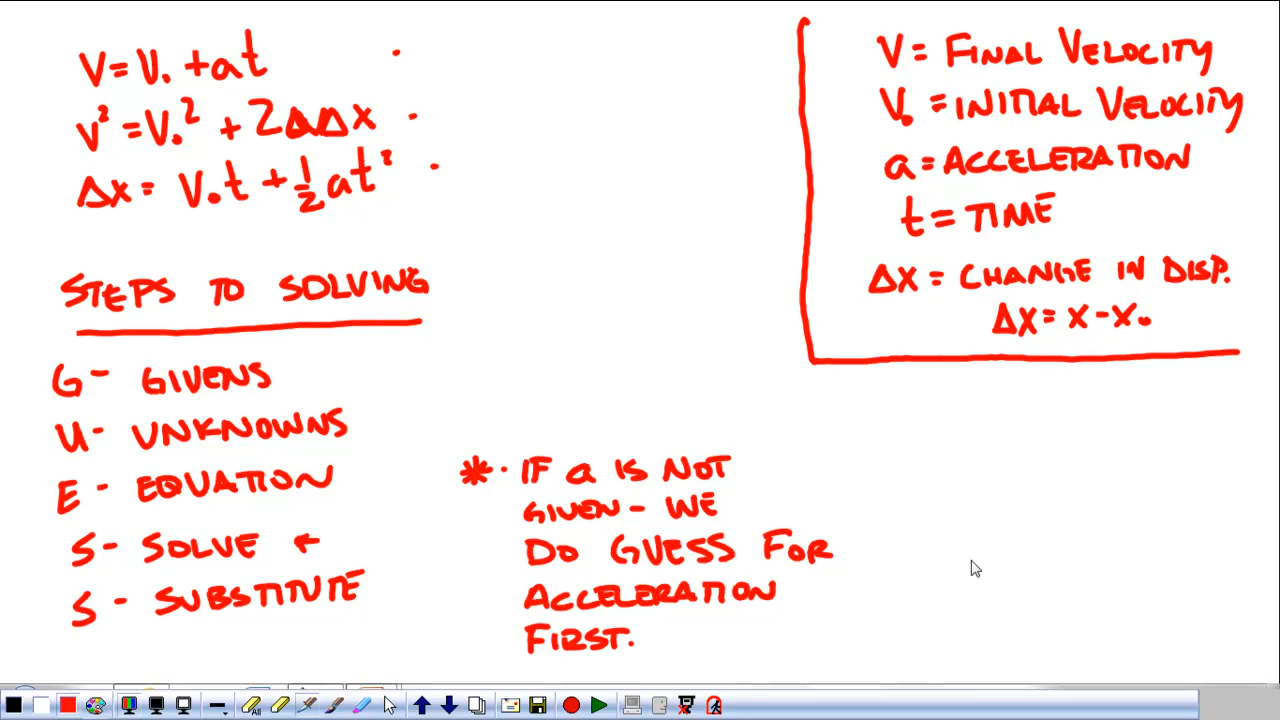 V = V₀ + at
V² = V₀² + 2aΔx
Δx = V₀t + ½at²
STEPS TO SOLVING
G- GIVENS
U- UNKNOWNS
E- EQUATION
S- SOLVE ←
S- SUBSTITUTE
* · IF a IS NOT
GIVEN - WE
DO GUESS FOR
ACCELERATION
FIRST.
V = FINAL VELOCITY
V₀ = INITIAL VELOCITY
a = ACCELERATION
t = TIME
Δx = CHANGE IN DISP.
Δx = x - x₀
All